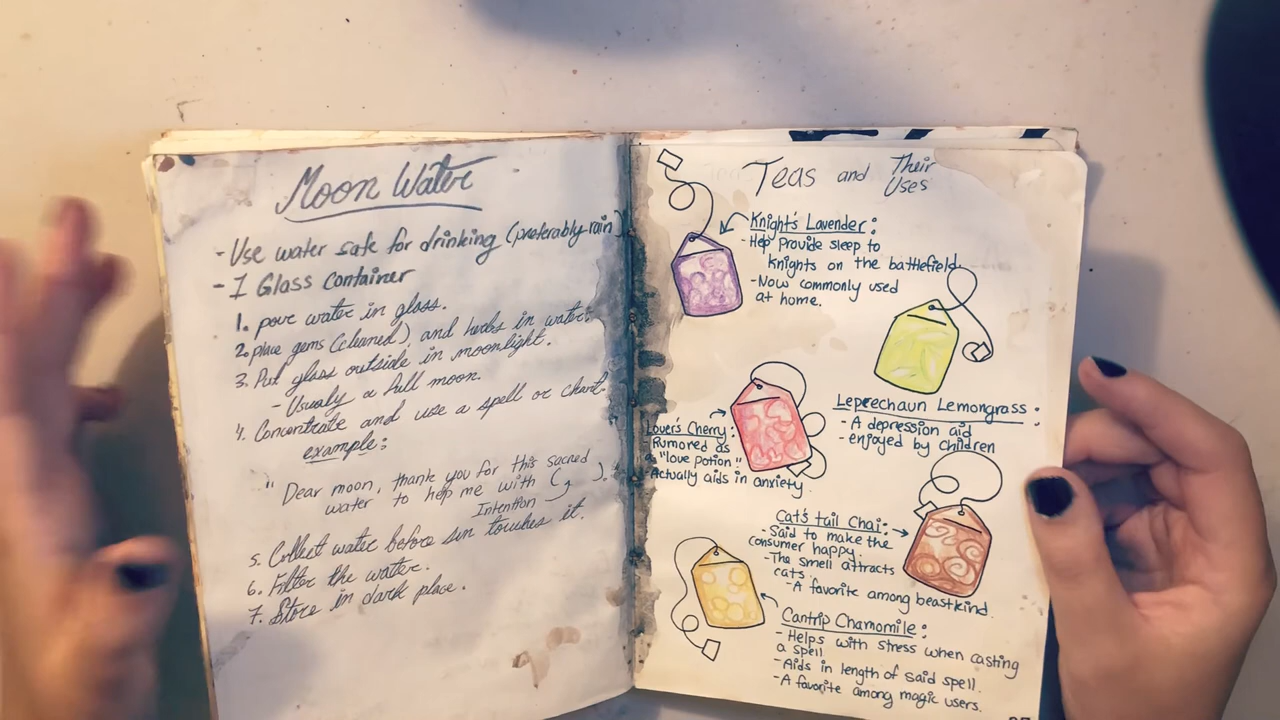 Moon Water
- Use water safe for drinking (preferably rain)
- 1 Glass Container
1. pour water in glass.
2. place gems (cleaned), and herbs in water.
3. Put glass outside in moonlight.
- Usualy a full moon.
4. Concentrate and use a spell or chant.
example:
" Dear moon, thank you for this sacred
water to help me with ( , ).
Intention
5. Collect water before sun touches it.
6. Filter the water.
7. Store in dark place.
Teas and Their
Uses
Knight's Lavender:
- Help provide sleep to
Knights on the battlefield
- Now commonly used
at home.
Leprechaun Lemongrass:
- A depression aid
- enjoyed by children
Lover's Cherry:
- Rumored as
a "love potion"
- Actually aids in anxiety.
Cat's tail Chai:
- Said to make the
consumer happy.
- The smell attracts
cats.
- A favorite among beastkind.
Cantrip Chamomile:
- Helps with stress when casting
a spell
- Aids in length of said spell.
- A favorite among magic users.